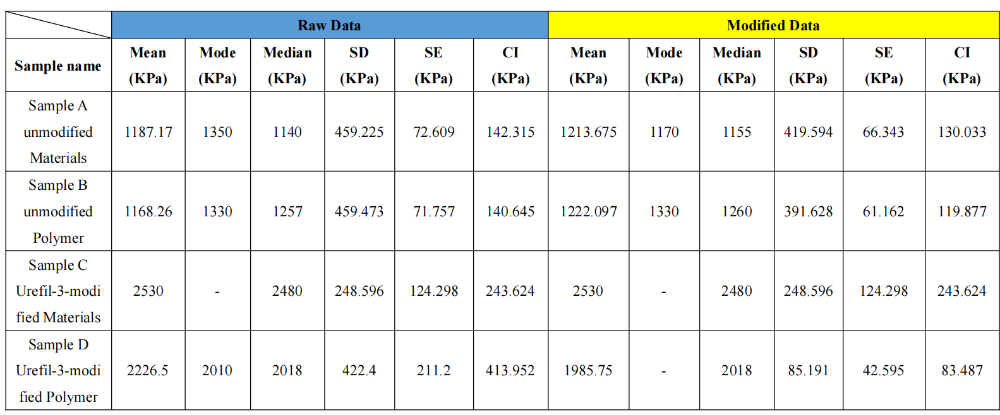 Raw Data Modified Data
Sample name Mean (KPa) Mode (KPa) Median (KPa) SD (KPa) SE (KPa) CI (KPa) Mean (KPa) Mode (KPa) Median (KPa) SD (KPa) SE (KPa) CI (KPa)
Sample A
unmodified
Materials
1187.17 1350 1140 459.225 72.609 142.315 1213.675 1170 1155 419.594 66.343 130.033
Sample B
unmodified
Polymer
1168.26 1330 1257 459.473 71.757 140.645 1222.097 1330 1260 391.628 61.162 119.877
Sample C
Urefil-3-modi
fied Materials
2530 - 2480 248.596 124.298 243.624 2530 - 2480 248.596 124.298 243.624
Sample D
Urefil-3-modi
fied Polymer
2226.5 2010 2018 422.4 211.2 413.952 1985.75 - 2018 85.191 42.595 83.487